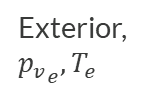 Exterior,
p_{v_e}, T_e